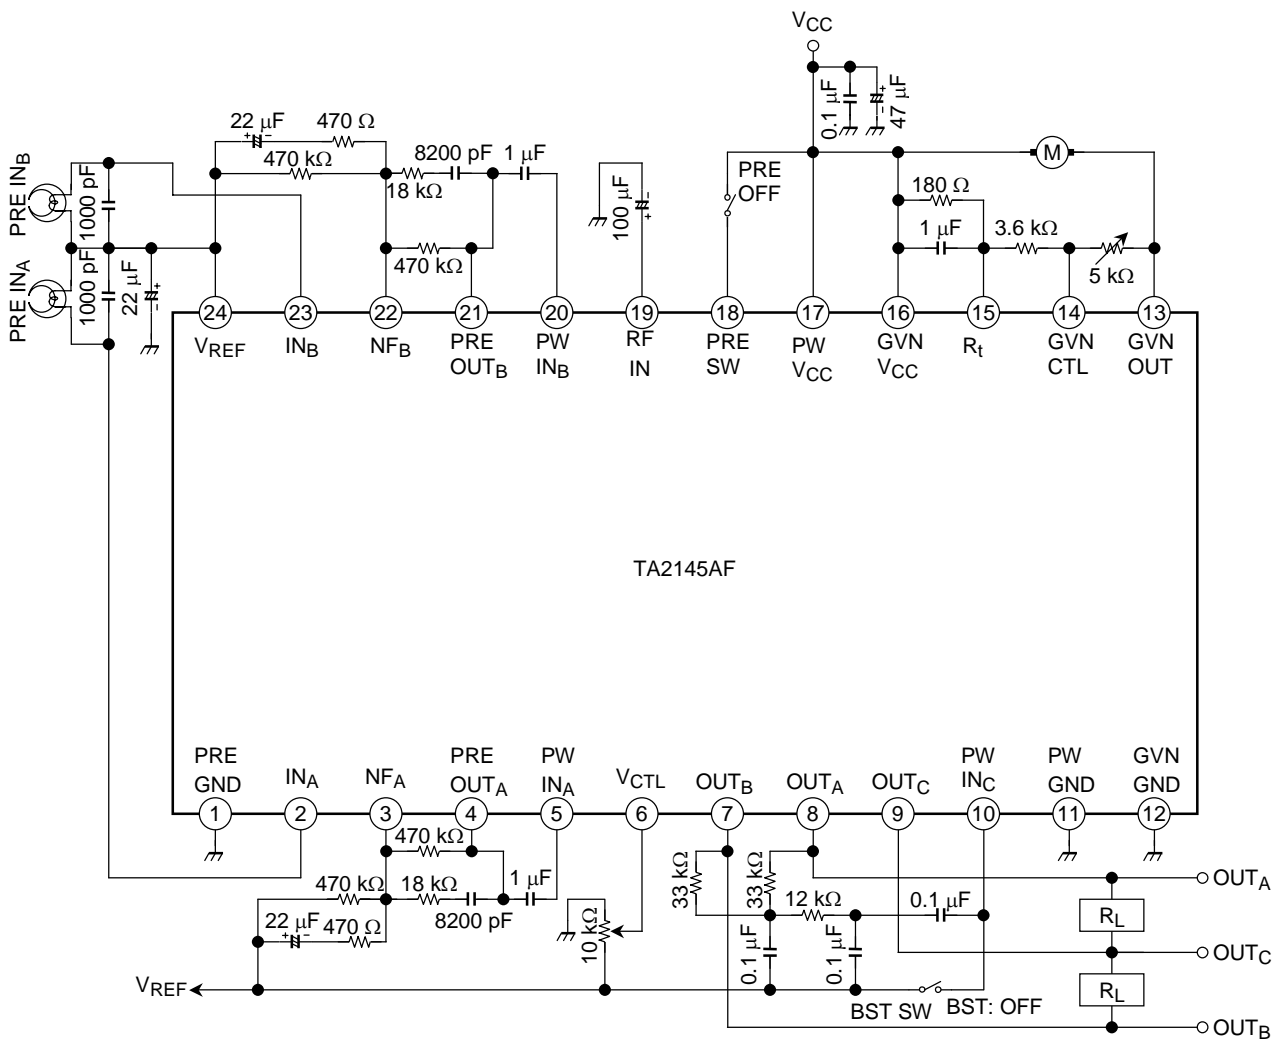 VCC
0.1 µF
47 µF
22 µF
470 Ω
470 kΩ
8200 pF
1 µF
18 kΩ
470 kΩ
PRE INB
1000 pF
PRE INA
1000 pF
22 µF
100 µF
PRE
OFF
M
180 Ω
1 µF
3.6 kΩ
5 kΩ
24
23
22
21
20
19
18
17
16
15
14
13
VREF
INB
NFB
PRE
OUTB
PW
INB
RF
IN
PRE
SW
PW
VCC
GVN
VCC
Rt
GVN
CTL
GVN
OUT
TA2145AF
PRE
GND
INA
NFA
PRE
OUTA
PW
INA
VCTL
OUTB
OUTA
OUTC
PW
INC
PW
GND
GVN
GND
1
2
3
4
5
6
7
8
9
10
11
12
470 kΩ
470 kΩ
18 kΩ
1 µF
8200 pF
22 µF
470 Ω
10 kΩ
33 kΩ
33 kΩ
12 kΩ
0.1 µF
0.1 µF
0.1 µF
OUTA
RL
OUTC
RL
OUTB
VREF
BST SW
BST: OFF